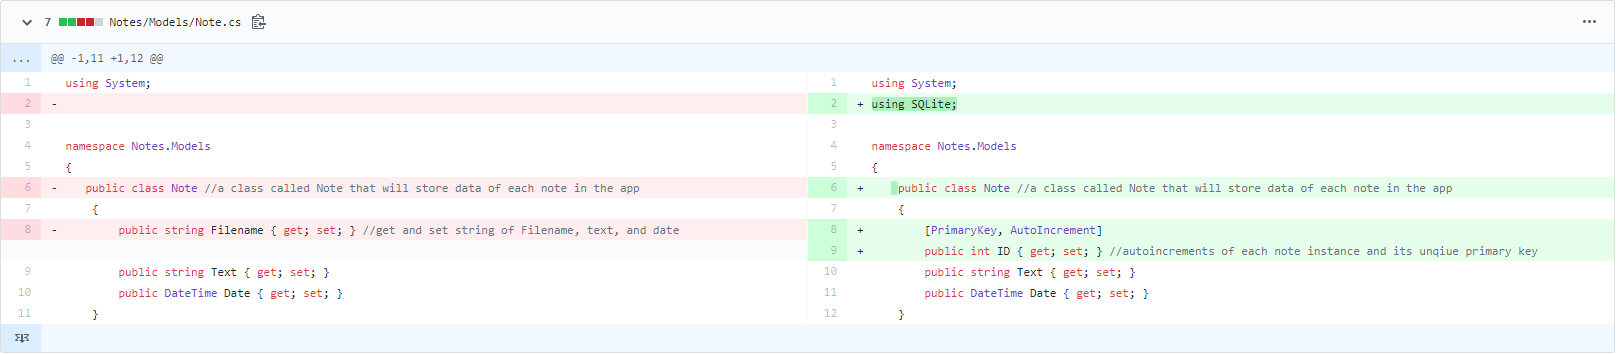 7 Notes/Models/Note.cs
... @@ -1,11 +1,12 @@
1 using System;
2 -
3
4 namespace Notes.Models
5 {
6 - public class Note //a class called Note that will store data of each note in the app
7 {
8 - public string Filename { get; set; } //get and set string of Filename, text, and date
9 public string Text { get; set; }
10 public DateTime Date { get; set; }
11 }
1 using System;
2 + using SQLite;
3
4 namespace Notes.Models
5 {
6 + public class Note //a class called Note that will store data of each note in the app
7 {
8 + [PrimaryKey, AutoIncrement]
9 + public int ID { get; set; } //autoincrements of each note instance and its unqiue primary key
10 public string Text { get; set; }
11 public DateTime Date { get; set; }
12 }